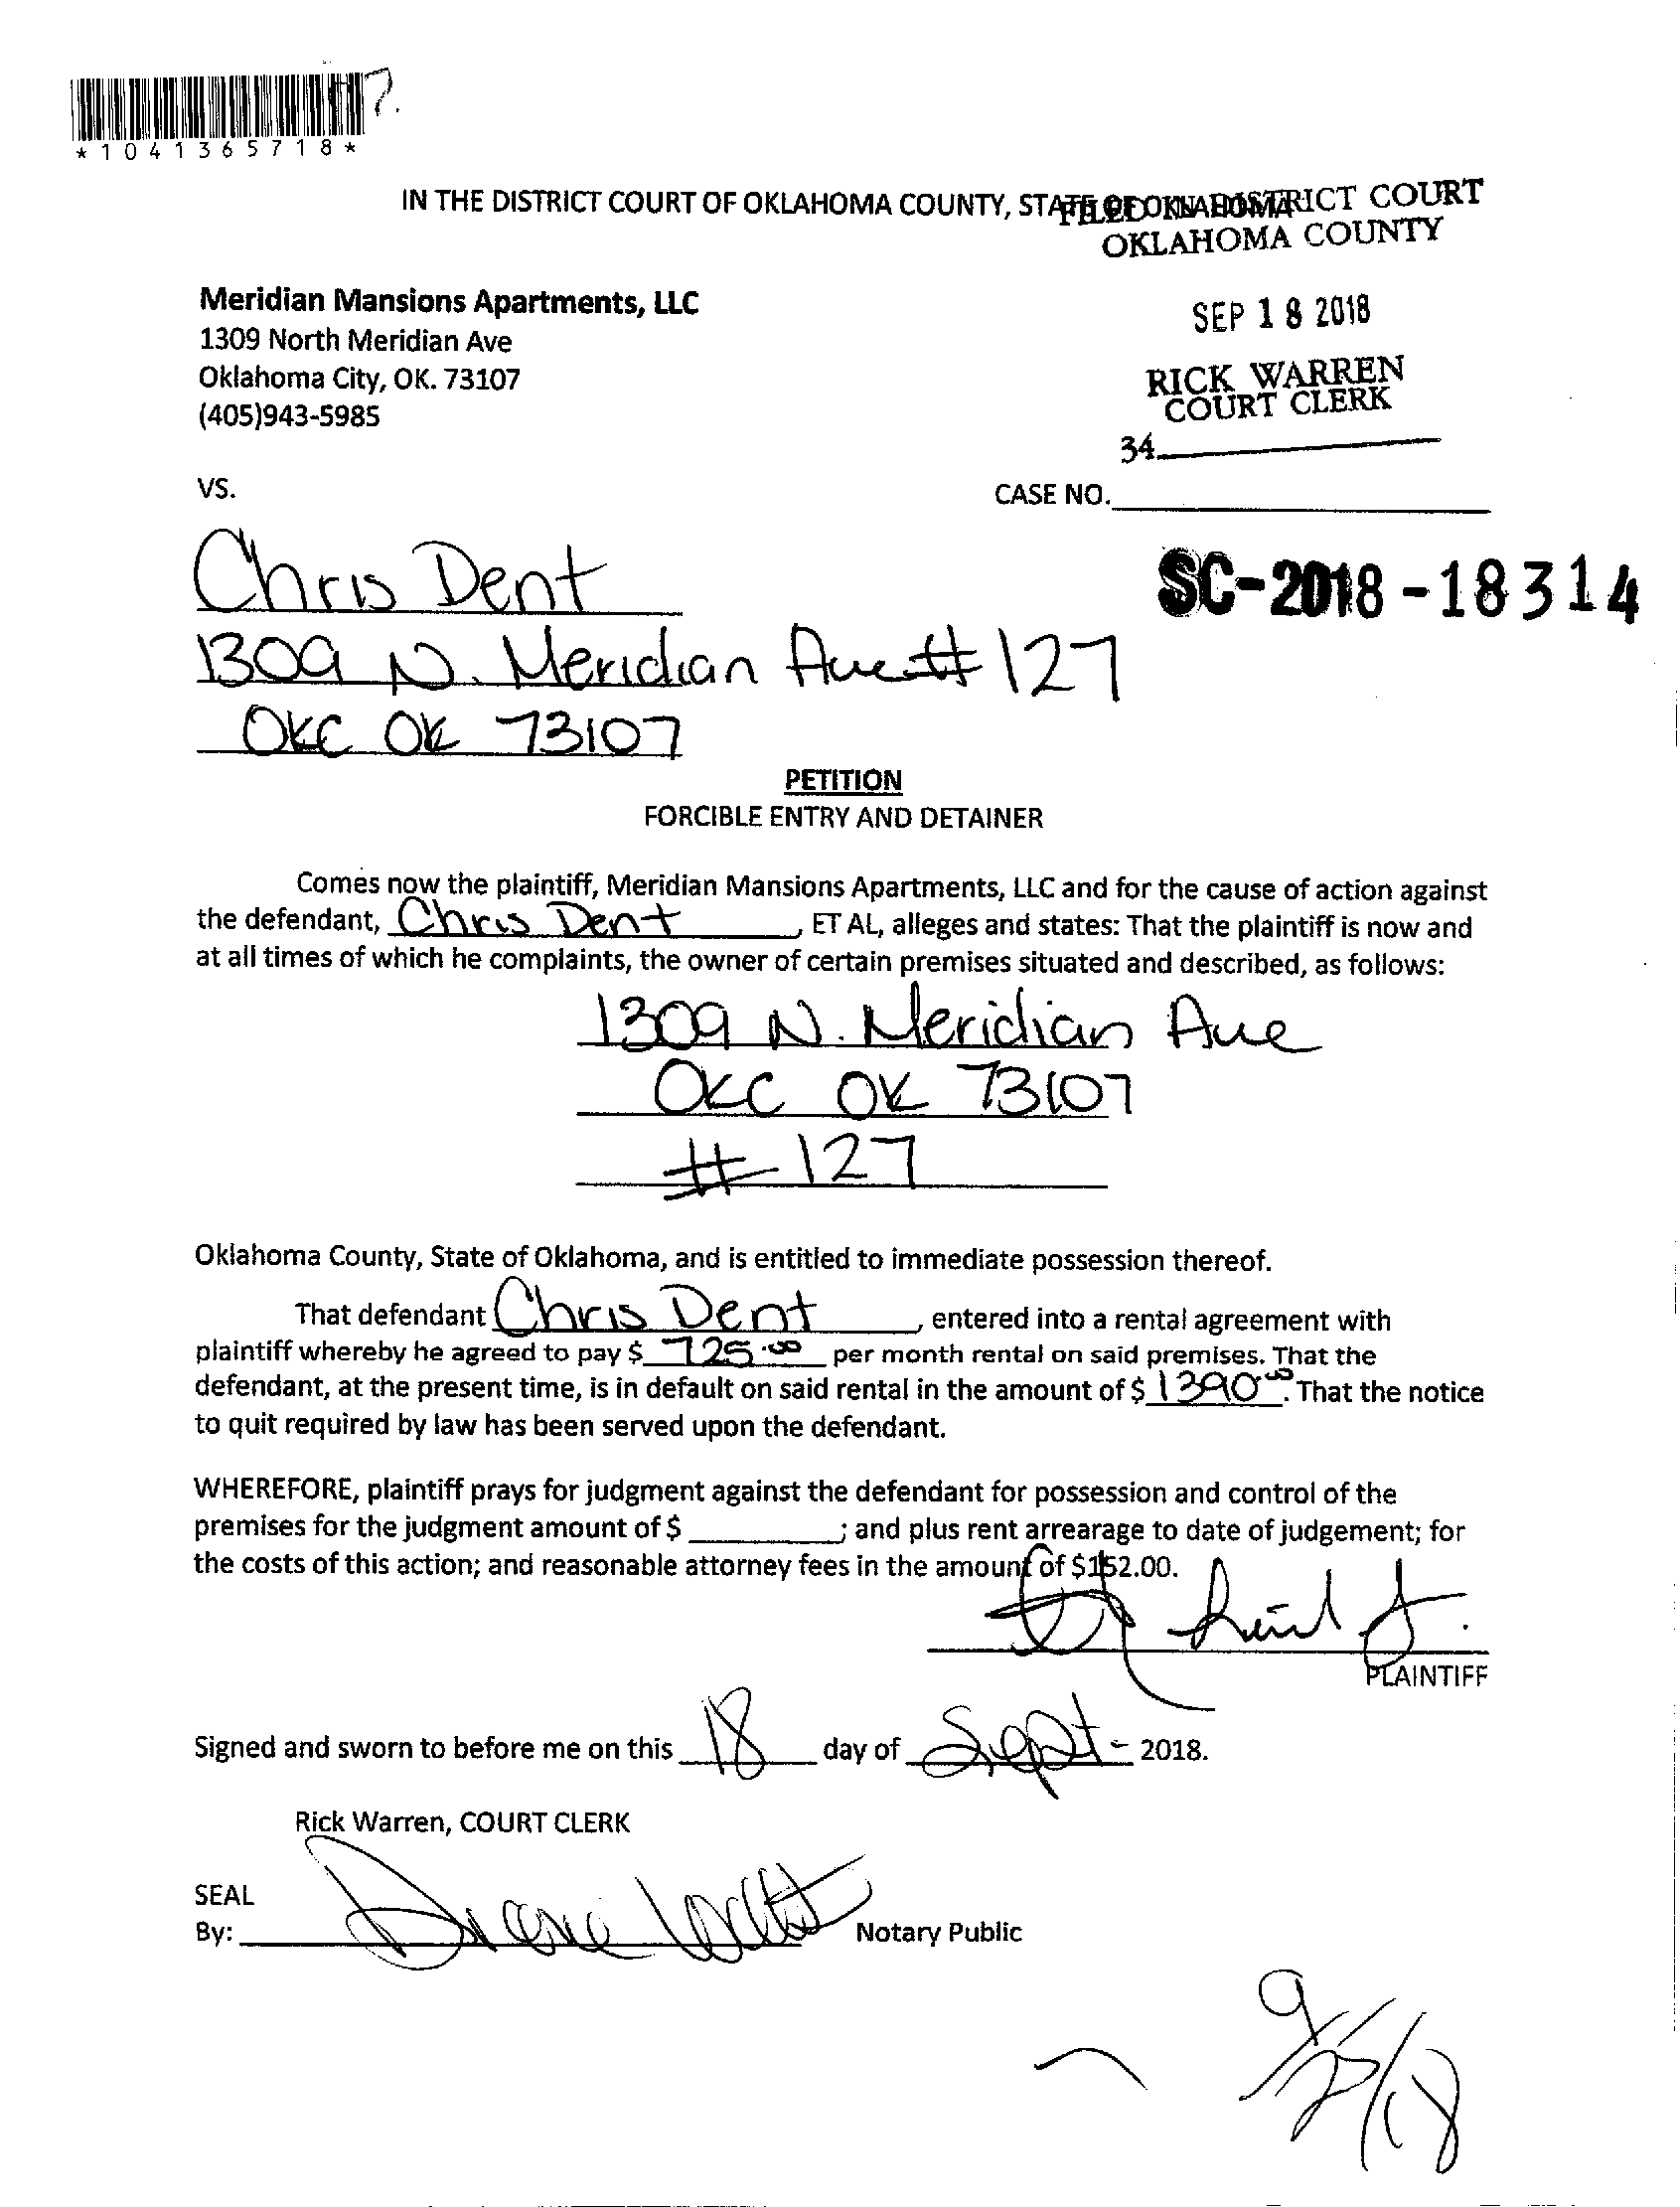 7.
*1041365718*
IN THE DISTRICT COURT OF OKLAHOMA COUNTY, STATE OF OKLAHOMA
FILED IN DISTRICT COURT
OKLAHOMA COUNTY
Meridian Mansions Apartments, LLC
1309 North Meridian Ave
Oklahoma City, OK. 73107
(405)943-5985
SEP 18 2018
RICK WARREN
COURT CLERK
34
VS.
CASE NO.
Chris Dent
SC-2018-18314
1309 N. Meridian Ave # 127
OKC OK 73107
PETITION
FORCIBLE ENTRY AND DETAINER
Comes now the plaintiff, Meridian Mansions Apartments, LLC and for the cause of action against
the defendant, Chris Dent, ET AL, alleges and states: That the plaintiff is now and
at all times of which he complaints, the owner of certain premises situated and described, as follows:
1309 N. Meridian Ave
OKC OK 73107
# 127
Oklahoma County, State of Oklahoma, and is entitled to immediate possession thereof.
That defendant Chris Dent, entered into a rental agreement with
plaintiff whereby he agreed to pay $ 725.00 per month rental on said premises. That the
defendant, at the present time, is in default on said rental in the amount of $ 1390.00. That the notice
to quit required by law has been served upon the defendant.
WHEREFORE, plaintiff prays for judgment against the defendant for possession and control of the
premises for the judgment amount of $ ; and plus rent arrearage to date of judgement; for
the costs of this action; and reasonable attorney fees in the amount of $152.00.
PLAINTIFF
Signed and sworn to before me on this 18 day of Sept - 2018.
Rick Warren, COURT CLERK
SEAL
By: Notary Public